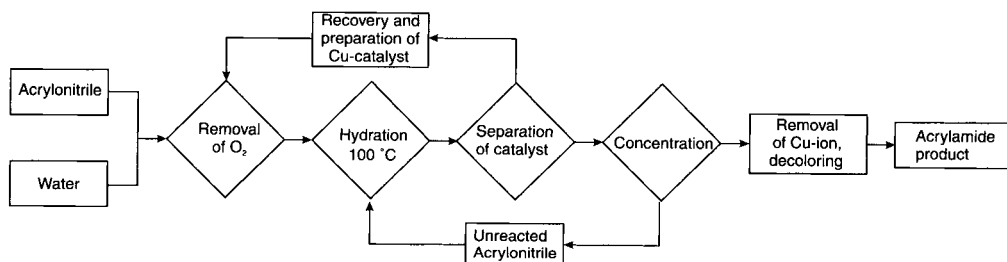 Recovery and
preparation of
Cu-catalyst
Acrylonitrile
Water
Removal
of O₂
Hydration
100 °C
Separation
of catalyst
Concentration
Removal
of Cu-ion,
decoloring
Acrylamide
product
Unreacted
Acrylonitrile